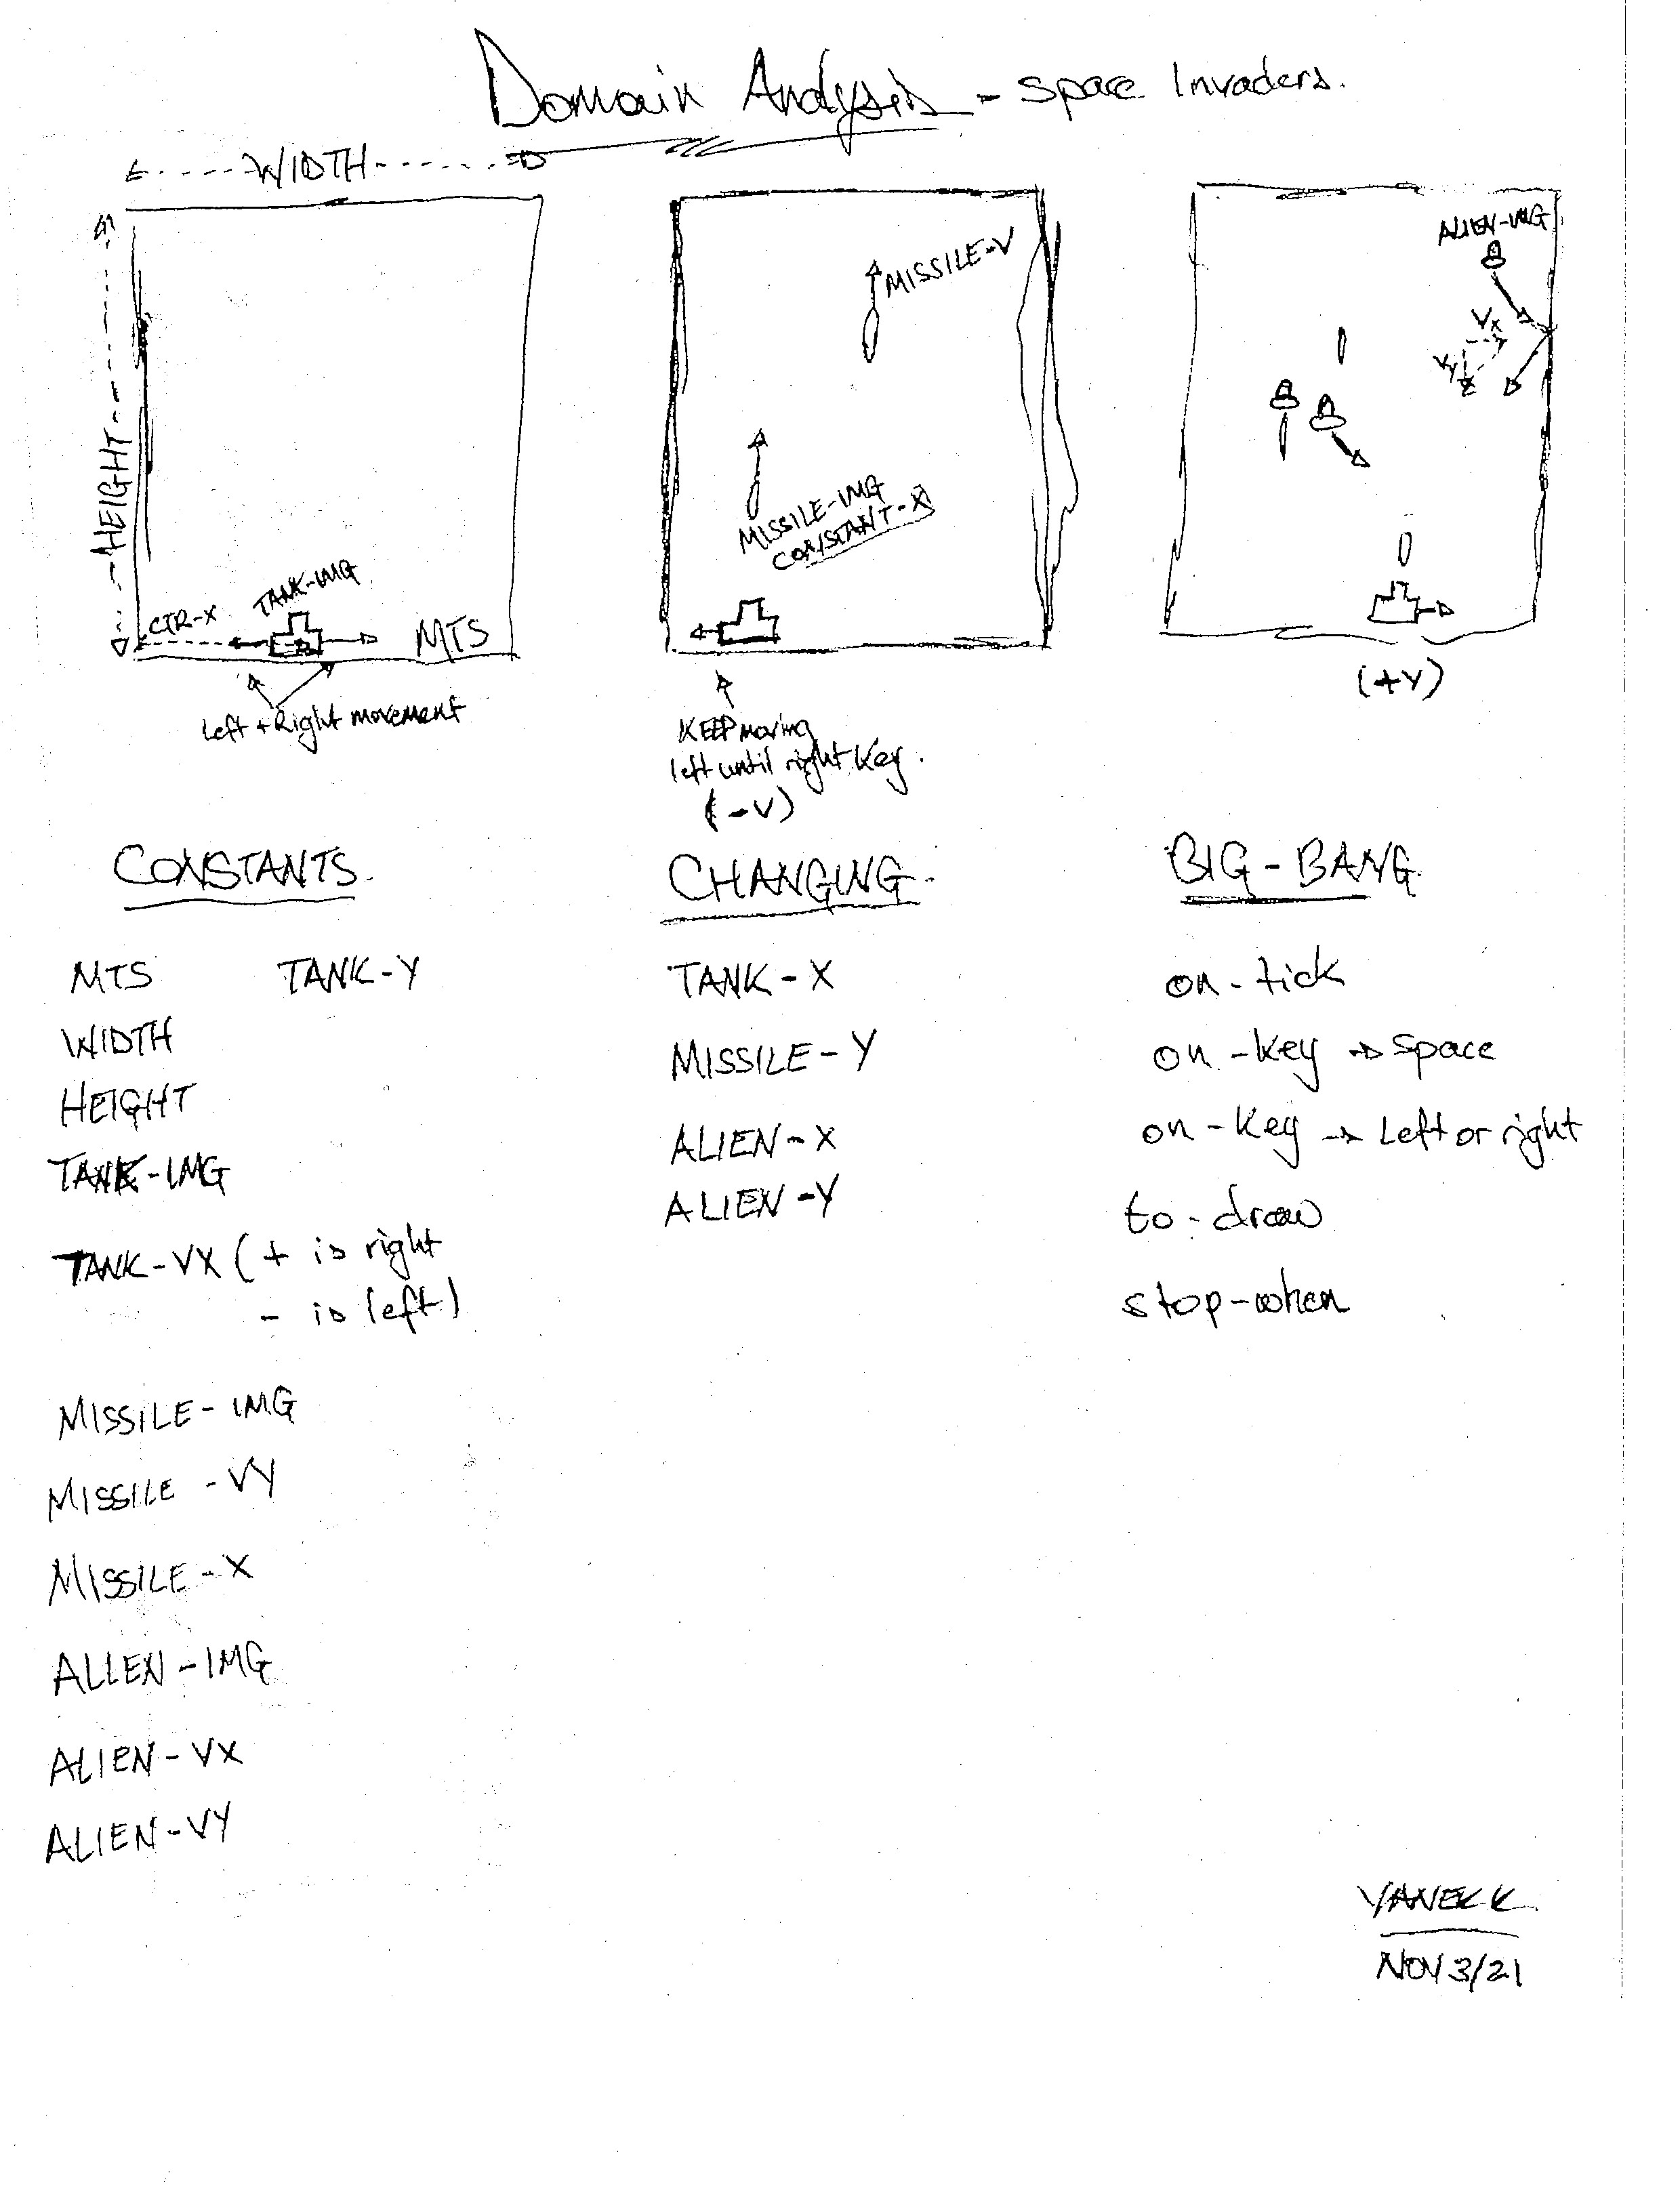 Domain Analysis - Space Invaders.
WIDTH
HEIGHT
CTR-X
TANK-IMG
MTS
Left + Right movement
MISSILE-V
MISSILE-IMG
CONSTANT-X
KEEP moving
left until right key.
(-V)
ALIEN-IMG
Vx
Vy
(+V)
CONSTANTS.
MTS TANK-Y
WIDTH
HEIGHT
TANK-IMG
TANK-VX (+ is right
- is left)
MISSILE-IMG
MISSILE-VY
MISSILE-X
ALIEN-IMG
ALIEN-VX
ALIEN-VY
CHANGING.
TANK-X
MISSILE-Y
ALIEN-X
ALIEN-Y
BIG-BANG
on-tick
on-key → space
on-key → Left or right
to-draw
stop-when
YANEKK
NOV 3/21